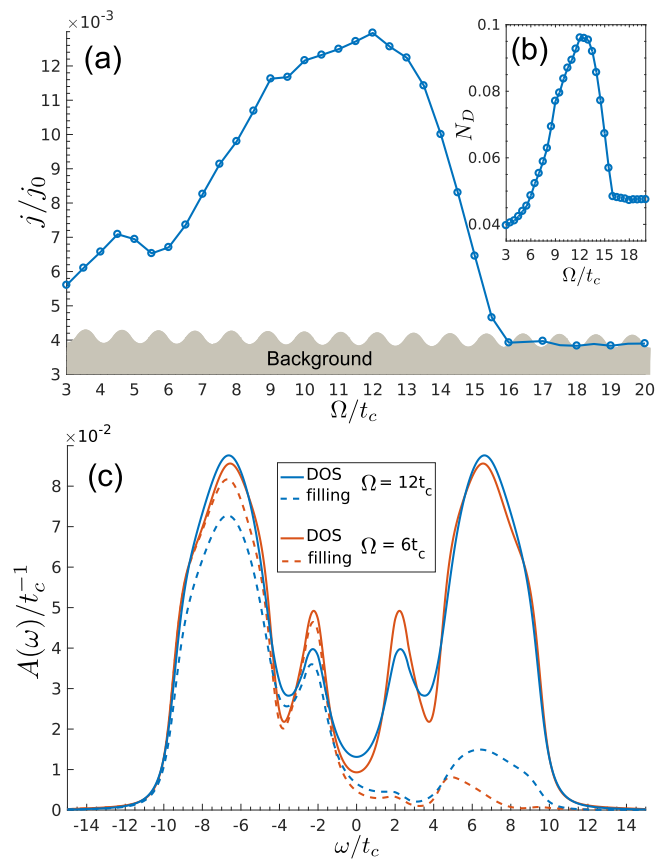 ×10⁻³
(a)
12
11
10
9
8
7
6
5
4
3
j/j₀
Background
3 4 5 6 7 8 9 10 11 12 13 14 15 16 17 18 19 20
Ω/t_c
(b)
0.1
0.08
0.06
0.04
N_D
3 6 9 12 15 18
Ω/t_c
×10⁻²
(c)
8
7
6
5
4
3
2
1
0
A(ω)/t_c⁻¹
DOS Ω = 12t_c
filling
DOS Ω = 6t_c
filling
-14 -12 -10 -8 -6 -4 -2 0 2 4 6 8 10 12 14
ω/t_c